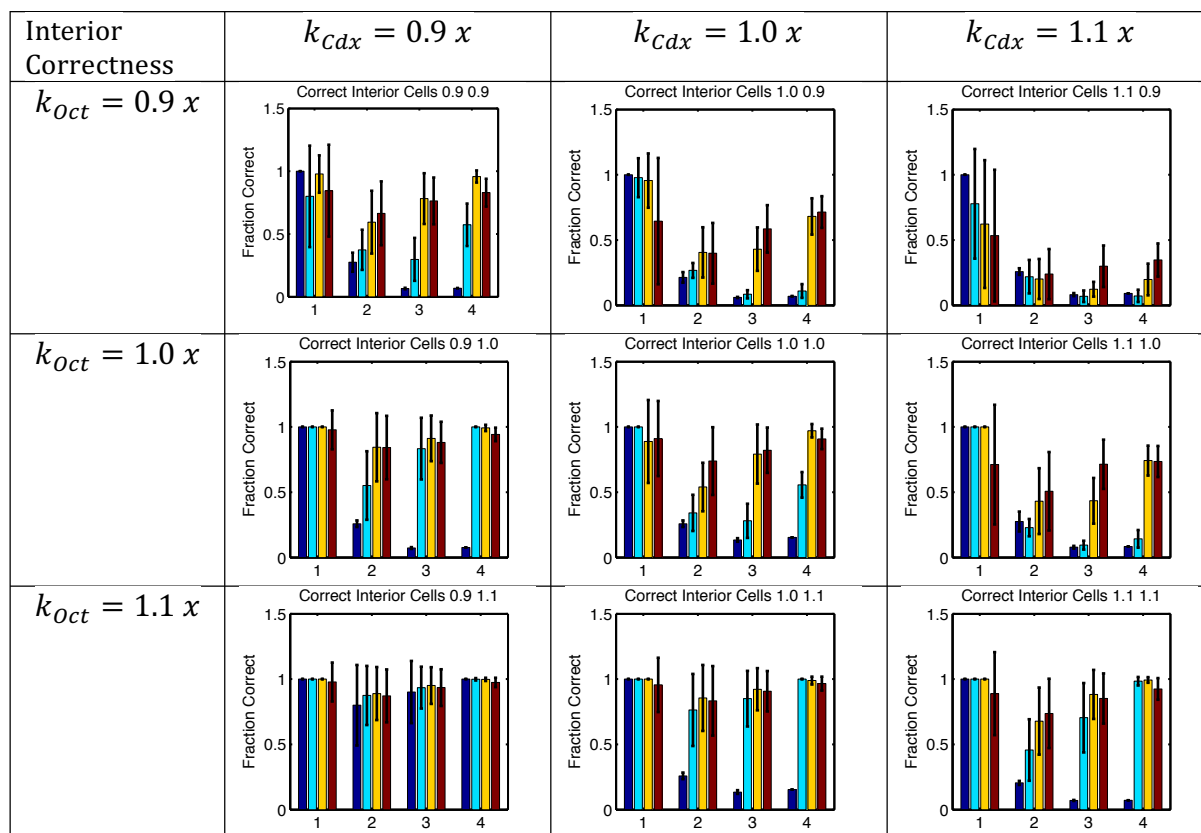 Interior
Correctness
k_Cdx = 0.9 x
k_Cdx = 1.0 x
k_Cdx = 1.1 x
k_Oct = 0.9 x
Correct Interior Cells 0.9 0.9
1.5
1
0.5
0
Fraction Correct
1 2 3 4
Correct Interior Cells 1.0 0.9
1.5
1
0.5
0
Fraction Correct
1 2 3 4
Correct Interior Cells 1.1 0.9
1.5
1
0.5
0
Fraction Correct
1 2 3 4
k_Oct = 1.0 x
Correct Interior Cells 0.9 1.0
1.5
1
0.5
0
Fraction Correct
1 2 3 4
Correct Interior Cells 1.0 1.0
1.5
1
0.5
0
Fraction Correct
1 2 3 4
Correct Interior Cells 1.1 1.0
1.5
1
0.5
0
Fraction Correct
1 2 3 4
k_Oct = 1.1 x
Correct Interior Cells 0.9 1.1
1.5
1
0.5
0
Fraction Correct
1 2 3 4
Correct Interior Cells 1.0 1.1
1.5
1
0.5
0
Fraction Correct
1 2 3 4
Correct Interior Cells 1.1 1.1
1.5
1
0.5
0
Fraction Correct
1 2 3 4